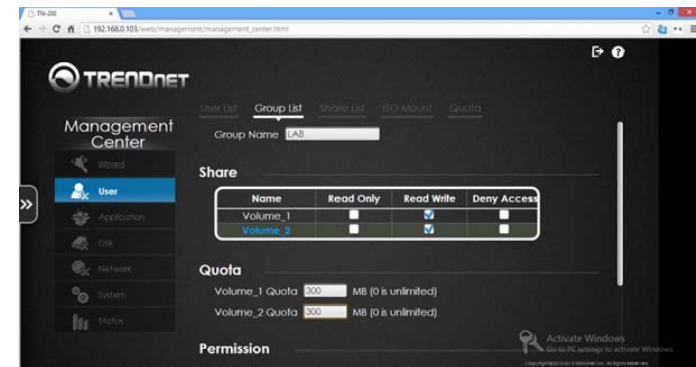 TN-200
192.168.0.103/web/management/management_center.html
TRENDNET
User List Group List Share List ISO Mount Quota
Management Center
Group Name LAB
Wizard
User
Application
Disk
Network
System
Status
Share
Name Read Only Read Write Deny Access
Volume_1
Volume_2
Quota
Volume_1 Quota 300 MB (0 is unlimited)
Volume_2 Quota 300 MB (0 is unlimited)
Permission
Activate Windows
Go to PC settings to activate Windows.